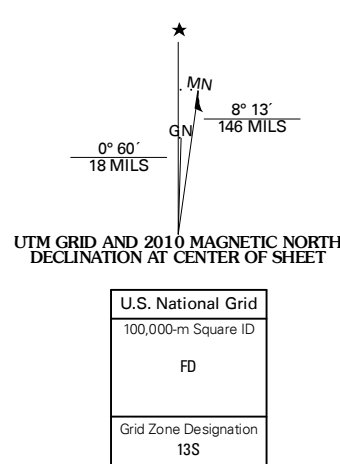 ★
MN
GN
8° 13´
146 MILS
0° 60´
18 MILS
UTM GRID AND 2010 MAGNETIC NORTH
DECLINATION AT CENTER OF SHEET
U.S. National Grid
100,000-m Square ID
FD
Grid Zone Designation
13S